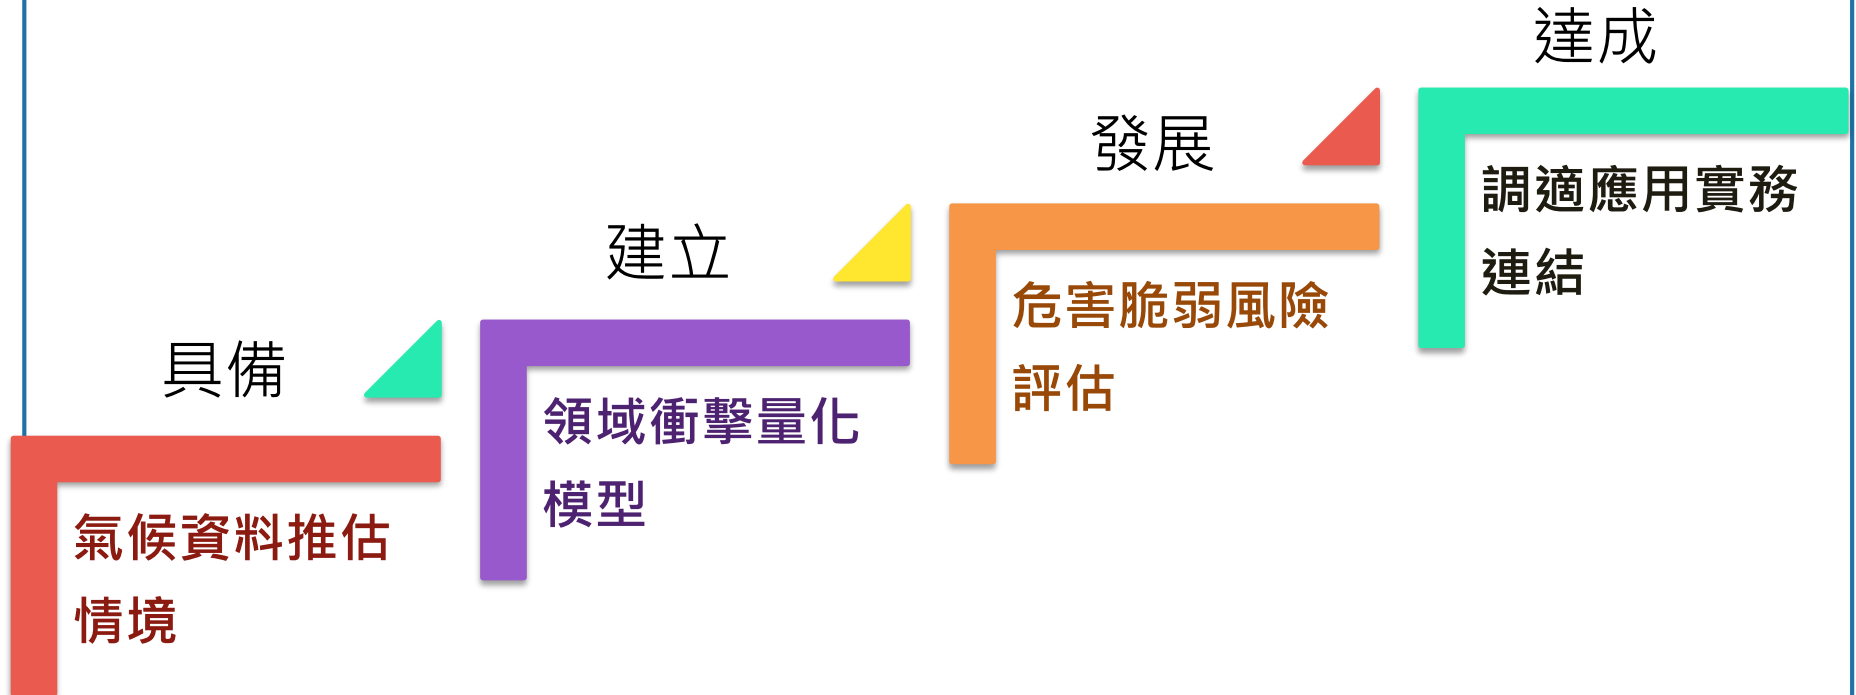 具備
氣候資料推估
情境
建立
領域衝擊量化
模型
發展
危害脆弱風險
評估
達成
調適應用實務
連結